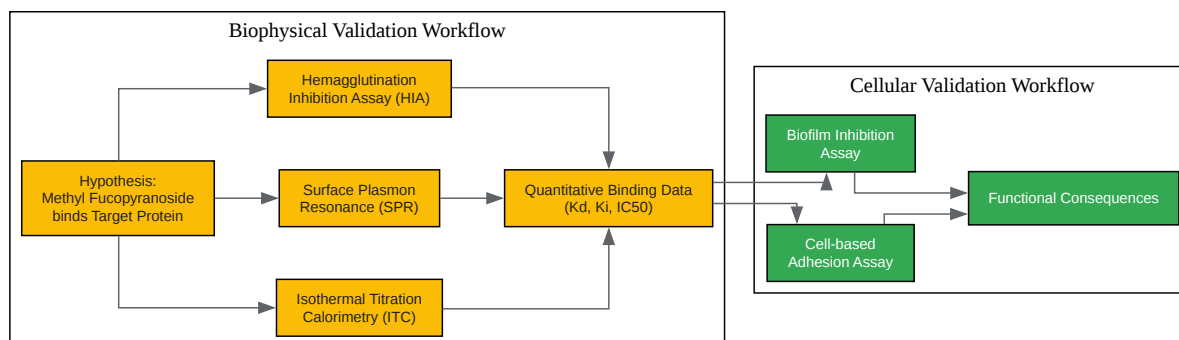 Biophysical Validation Workflow
Hemagglutination
Inhibition Assay (HIA)
Hypothesis:
Methyl Fucopyranoside
binds Target Protein
Surface Plasmon
Resonance (SPR)
Isothermal Titration
Calorimetry (ITC)
Quantitative Binding Data
(Kd, Ki, IC50)
Cellular Validation Workflow
Biofilm Inhibition
Assay
Cell-based
Adhesion Assay
Functional Consequences